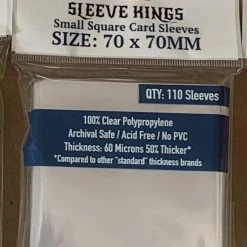 SLEEVE KINGS
Small Square Card Sleeves
SIZE: 70 x 70MM
QTY: 110 Sleeves
100% Clear Polypropylene
Archival Safe / Acid Free / No PVC
Thickness: 60 Microns 50% Thicker*
*Compared to other "standard" thickness brands